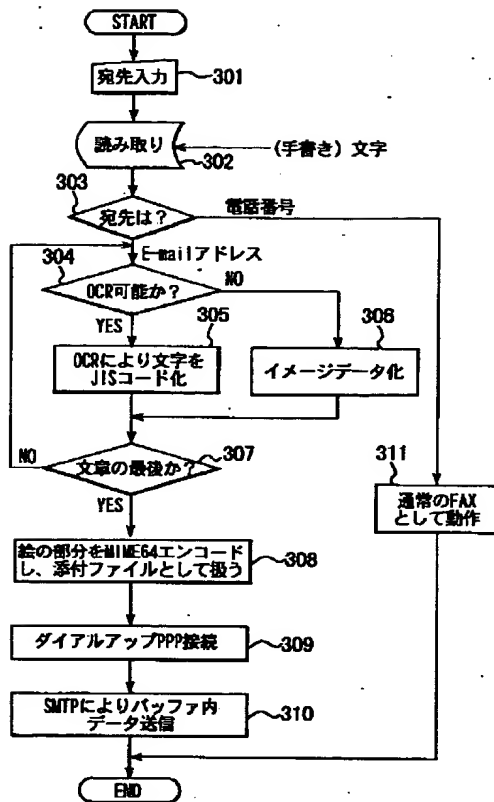 START
宛先入力
301
読み取り
302
(手書き) 文字
303
宛先は?
電話番号
E-mailアドレス
304
OCR可能か?
NO
YES
305
306
OCRにより文字を
JISコード化
イメージデータ化
NO
文章の最後か?
307
YES
311
通常のFAX
として動作
絵の部分をMIME64エンコード
し、添付ファイルとして扱う
308
ダイアルアップPPP接続
309
SMTPによりバッファ内
データ送信
310
END